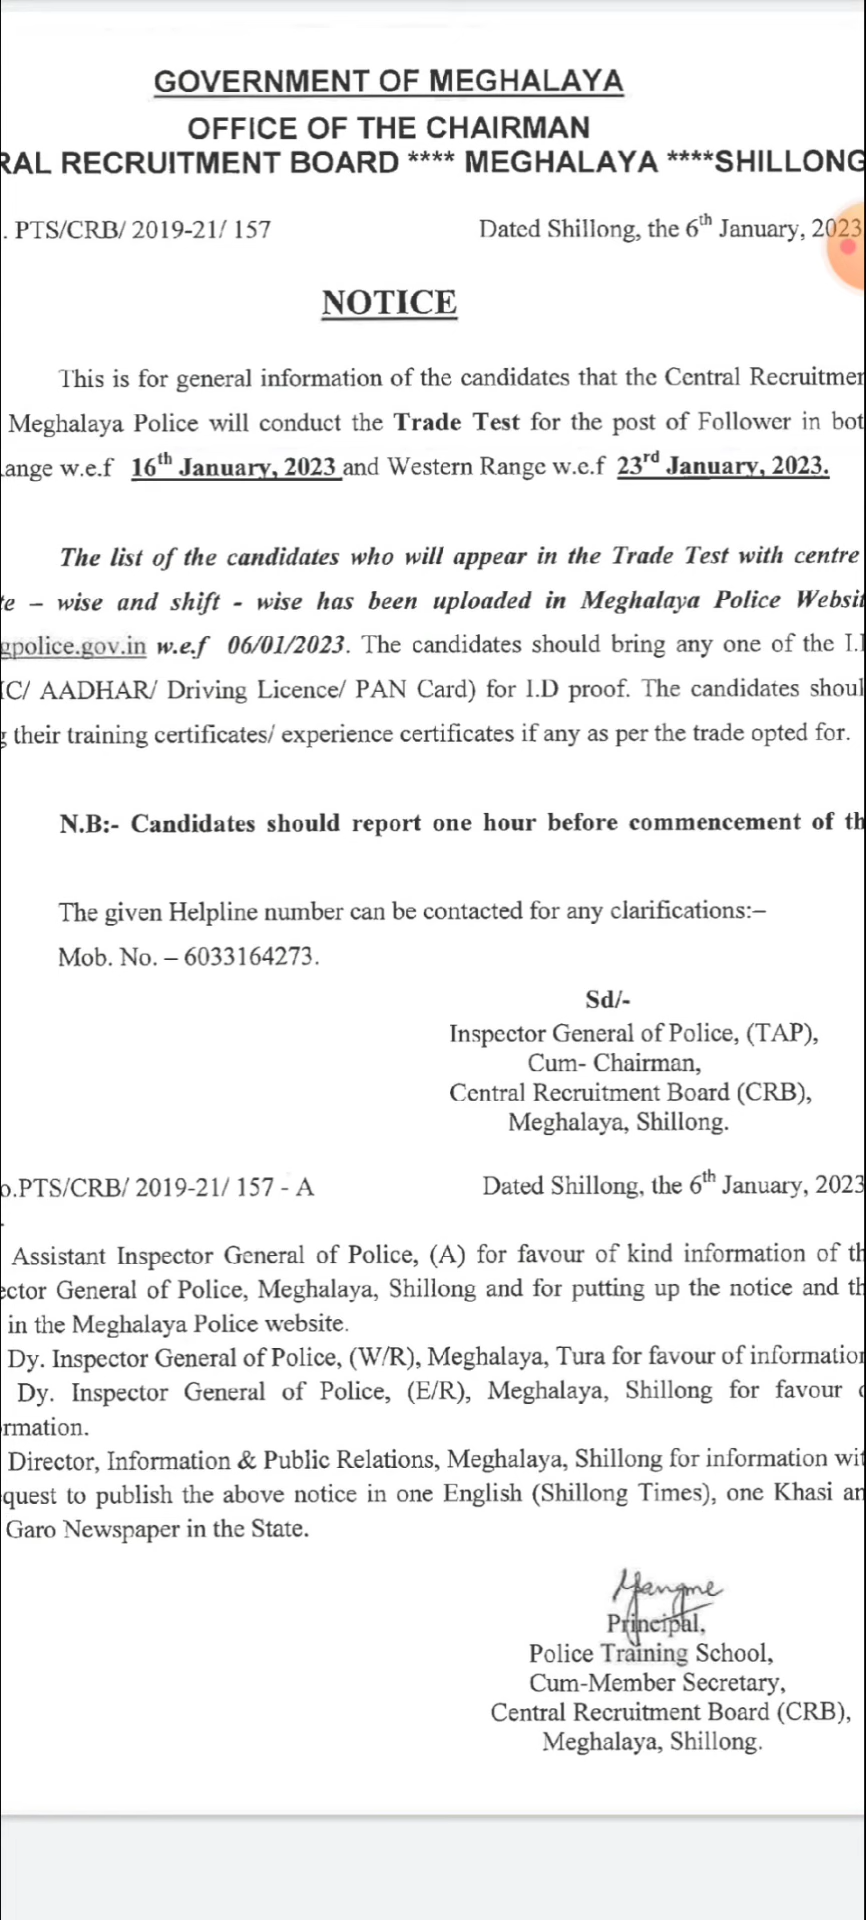 GOVERNMENT OF MEGHALAYA
OFFICE OF THE CHAIRMAN
RAL RECRUITMENT BOARD **** MEGHALAYA ****SHILLONG
. PTS/CRB/ 2019-21/ 157 Dated Shillong, the 6th January, 2023
NOTICE
This is for general information of the candidates that the Central Recruitmen
Meghalaya Police will conduct the Trade Test for the post of Follower in bot
ange w.e.f 16th January, 2023 and Western Range w.e.f 23rd January, 2023.
The list of the candidates who will appear in the Trade Test with centre
te – wise and shift - wise has been uploaded in Meghalaya Police Websit
gpolice.gov.in w.e.f 06/01/2023. The candidates should bring any one of the I.
IC/ AADHAR/ Driving Licence/ PAN Card) for I.D proof. The candidates shoul
g their training certificates/ experience certificates if any as per the trade opted for.
N.B:- Candidates should report one hour before commencement of th
The given Helpline number can be contacted for any clarifications:–
Mob. No. – 6033164273.
Sd/-
Inspector General of Police, (TAP),
Cum- Chairman,
Central Recruitment Board (CRB),
Meghalaya, Shillong.
o.PTS/CRB/ 2019-21/ 157 - A Dated Shillong, the 6th January, 2023
Assistant Inspector General of Police, (A) for favour of kind information of th
ector General of Police, Meghalaya, Shillong and for putting up the notice and th
in the Meghalaya Police website.
Dy. Inspector General of Police, (W/R), Meghalaya, Tura for favour of information
Dy. Inspector General of Police, (E/R), Meghalaya, Shillong for favour o
rmation.
Director, Information & Public Relations, Meghalaya, Shillong for information wit
quest to publish the above notice in one English (Shillong Times), one Khasi an
Garo Newspaper in the State.
Principal,
Police Training School,
Cum-Member Secretary,
Central Recruitment Board (CRB),
Meghalaya, Shillong.